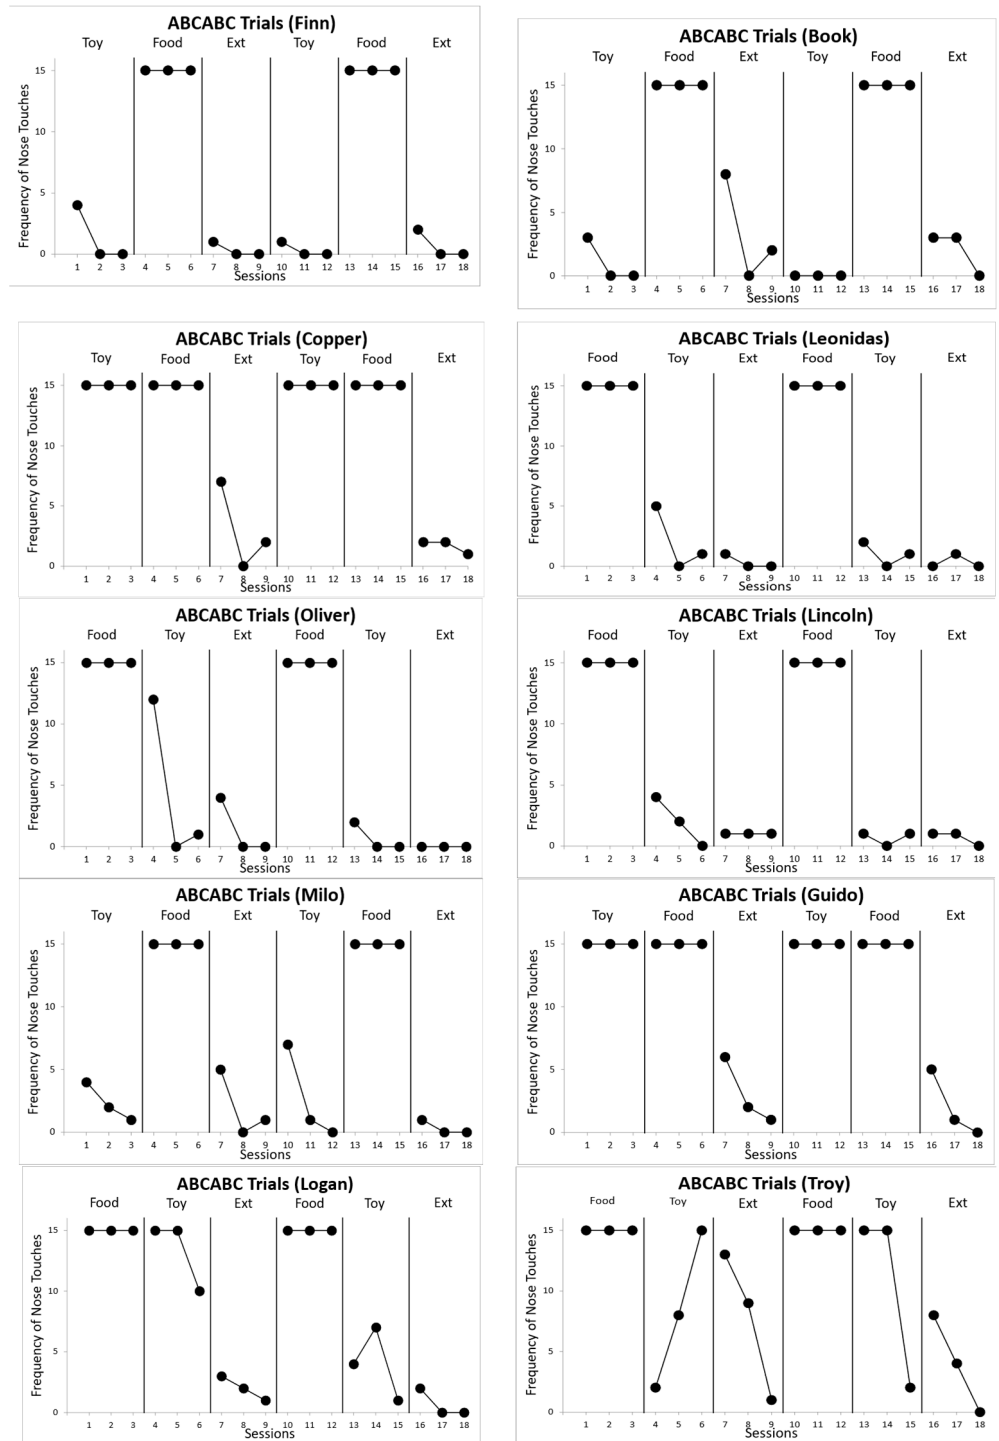 ABCABC Trials (Finn)
Toy Food Ext Toy Food Ext
Frequency of Nose Touches
15
10
5
0
1 2 3 4 5 6 7 8 9 10 11 12 13 14 15 16 17 18
Sessions
ABCABC Trials (Book)
Toy Food Ext Toy Food Ext
Frequency of Nose Touches
15
10
5
0
1 2 3 4 5 6 7 8 9 10 11 12 13 14 15 16 17 18
Sessions
ABCABC Trials (Copper)
Toy Food Ext Toy Food Ext
Frequency of Nose Touches
15
10
5
0
1 2 3 4 5 6 7 8 9 10 11 12 13 14 15 16 17 18
Sessions
ABCABC Trials (Leonidas)
Food Toy Ext Food Toy Ext
Frequency of Nose Touches
15
10
5
0
1 2 3 4 5 6 7 8 9 10 11 12 13 14 15 16 17 18
Sessions
ABCABC Trials (Oliver)
Food Toy Ext Food Toy Ext
Frequency of Nose Touches
15
10
5
0
1 2 3 4 5 6 7 8 9 10 11 12 13 14 15 16 17 18
Sessions
ABCABC Trials (Lincoln)
Food Toy Ext Food Toy Ext
Frequency of Nose Touches
15
10
5
0
1 2 3 4 5 6 7 8 9 10 11 12 13 14 15 16 17 18
Sessions
ABCABC Trials (Milo)
Toy Food Ext Toy Food Ext
Frequency of Nose Touches
15
10
5
0
1 2 3 4 5 6 7 8 9 10 11 12 13 14 15 16 17 18
Sessions
ABCABC Trials (Guido)
Toy Food Ext Toy Food Ext
Frequency of Nose Touches
15
10
5
0
1 2 3 4 5 6 7 8 9 10 11 12 13 14 15 16 17 18
Sessions
ABCABC Trials (Logan)
Food Toy Ext Food Toy Ext
Frequency of Nose Touches
15
10
5
0
1 2 3 4 5 6 7 8 9 10 11 12 13 14 15 16 17 18
Sessions
ABCABC Trials (Troy)
Food Toy Ext Food Toy Ext
Frequency of Nose Touches
15
10
5
0
1 2 3 4 5 6 7 8 9 10 11 12 13 14 15 16 17 18
Sessions